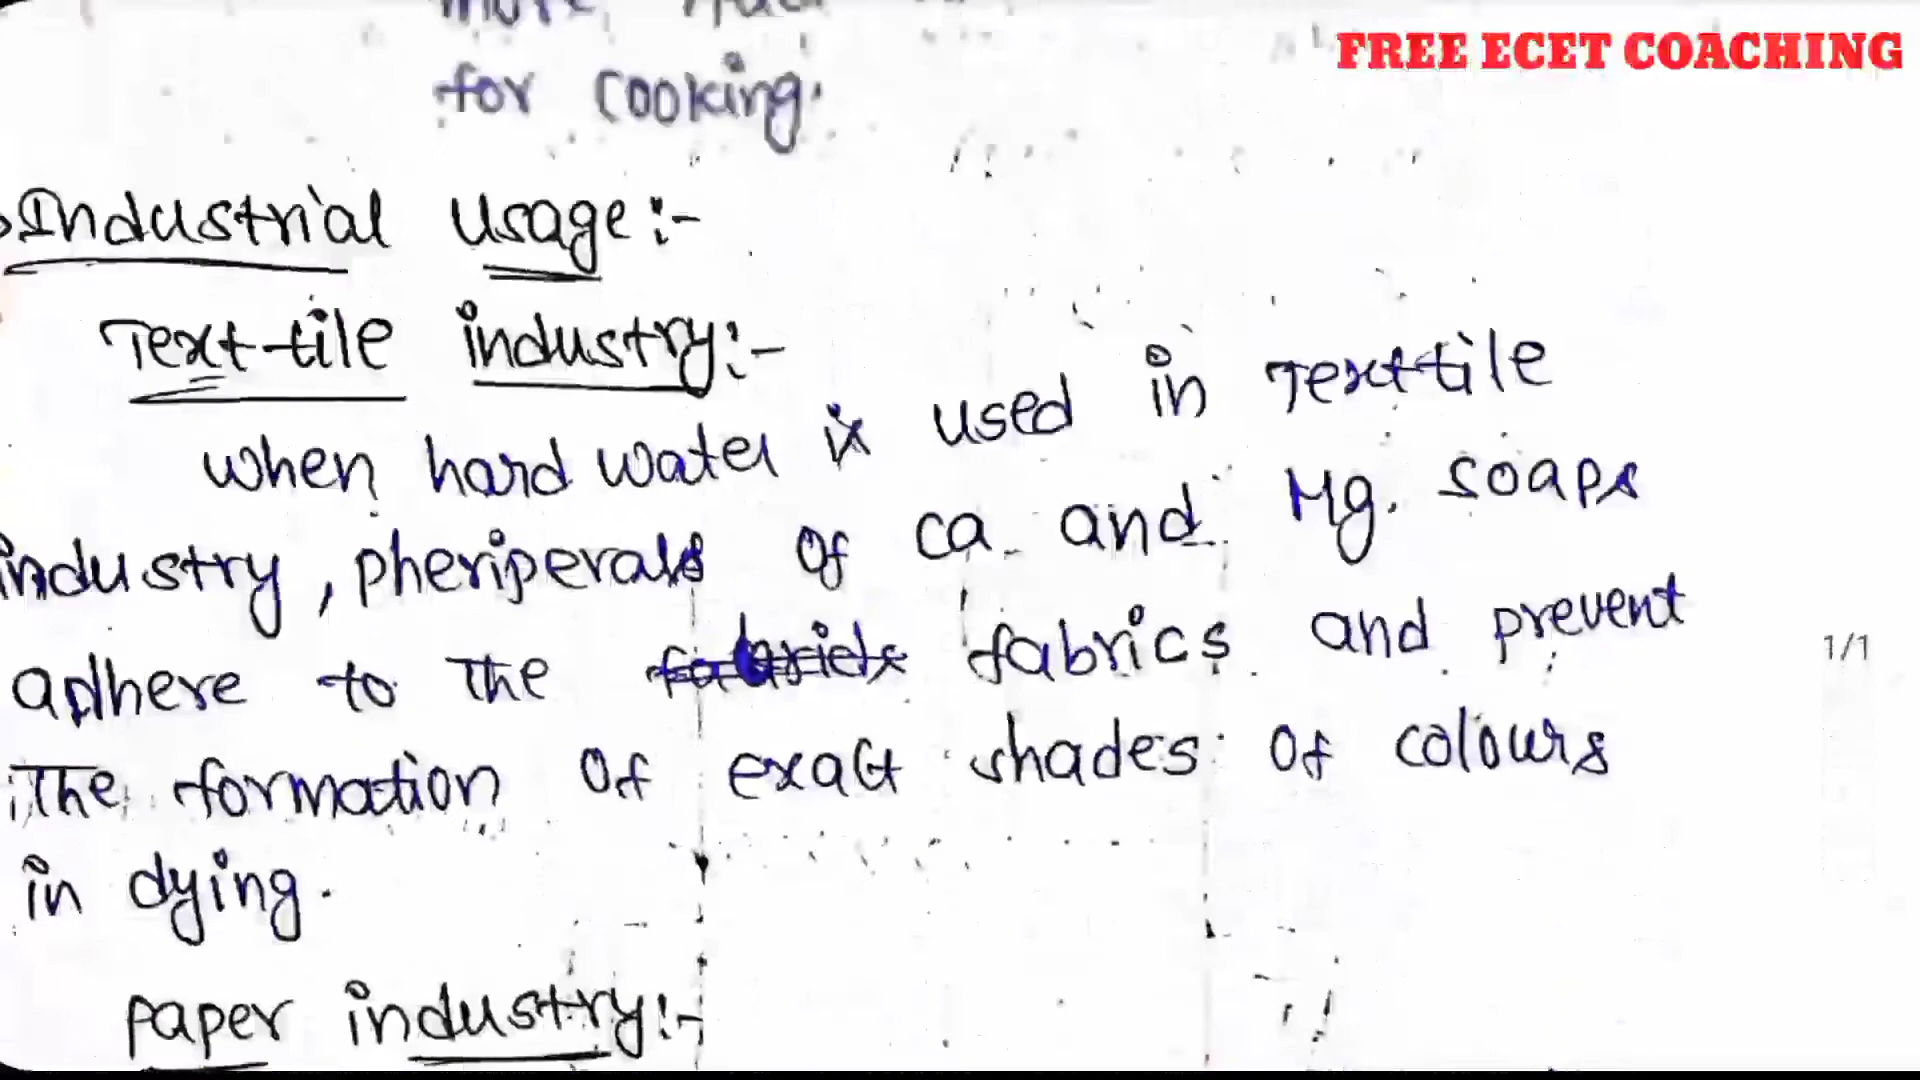 FREE ECET COACHING
for cooking.
Industrial usage:-
Text-tile industry:-
when hard water is used in Texttile
industry, pheriperals of ca and Mg. soaps
adhere to the fabrics and prevent
The formation of exact shades of colours
in dying.
paper industry:-
1/1